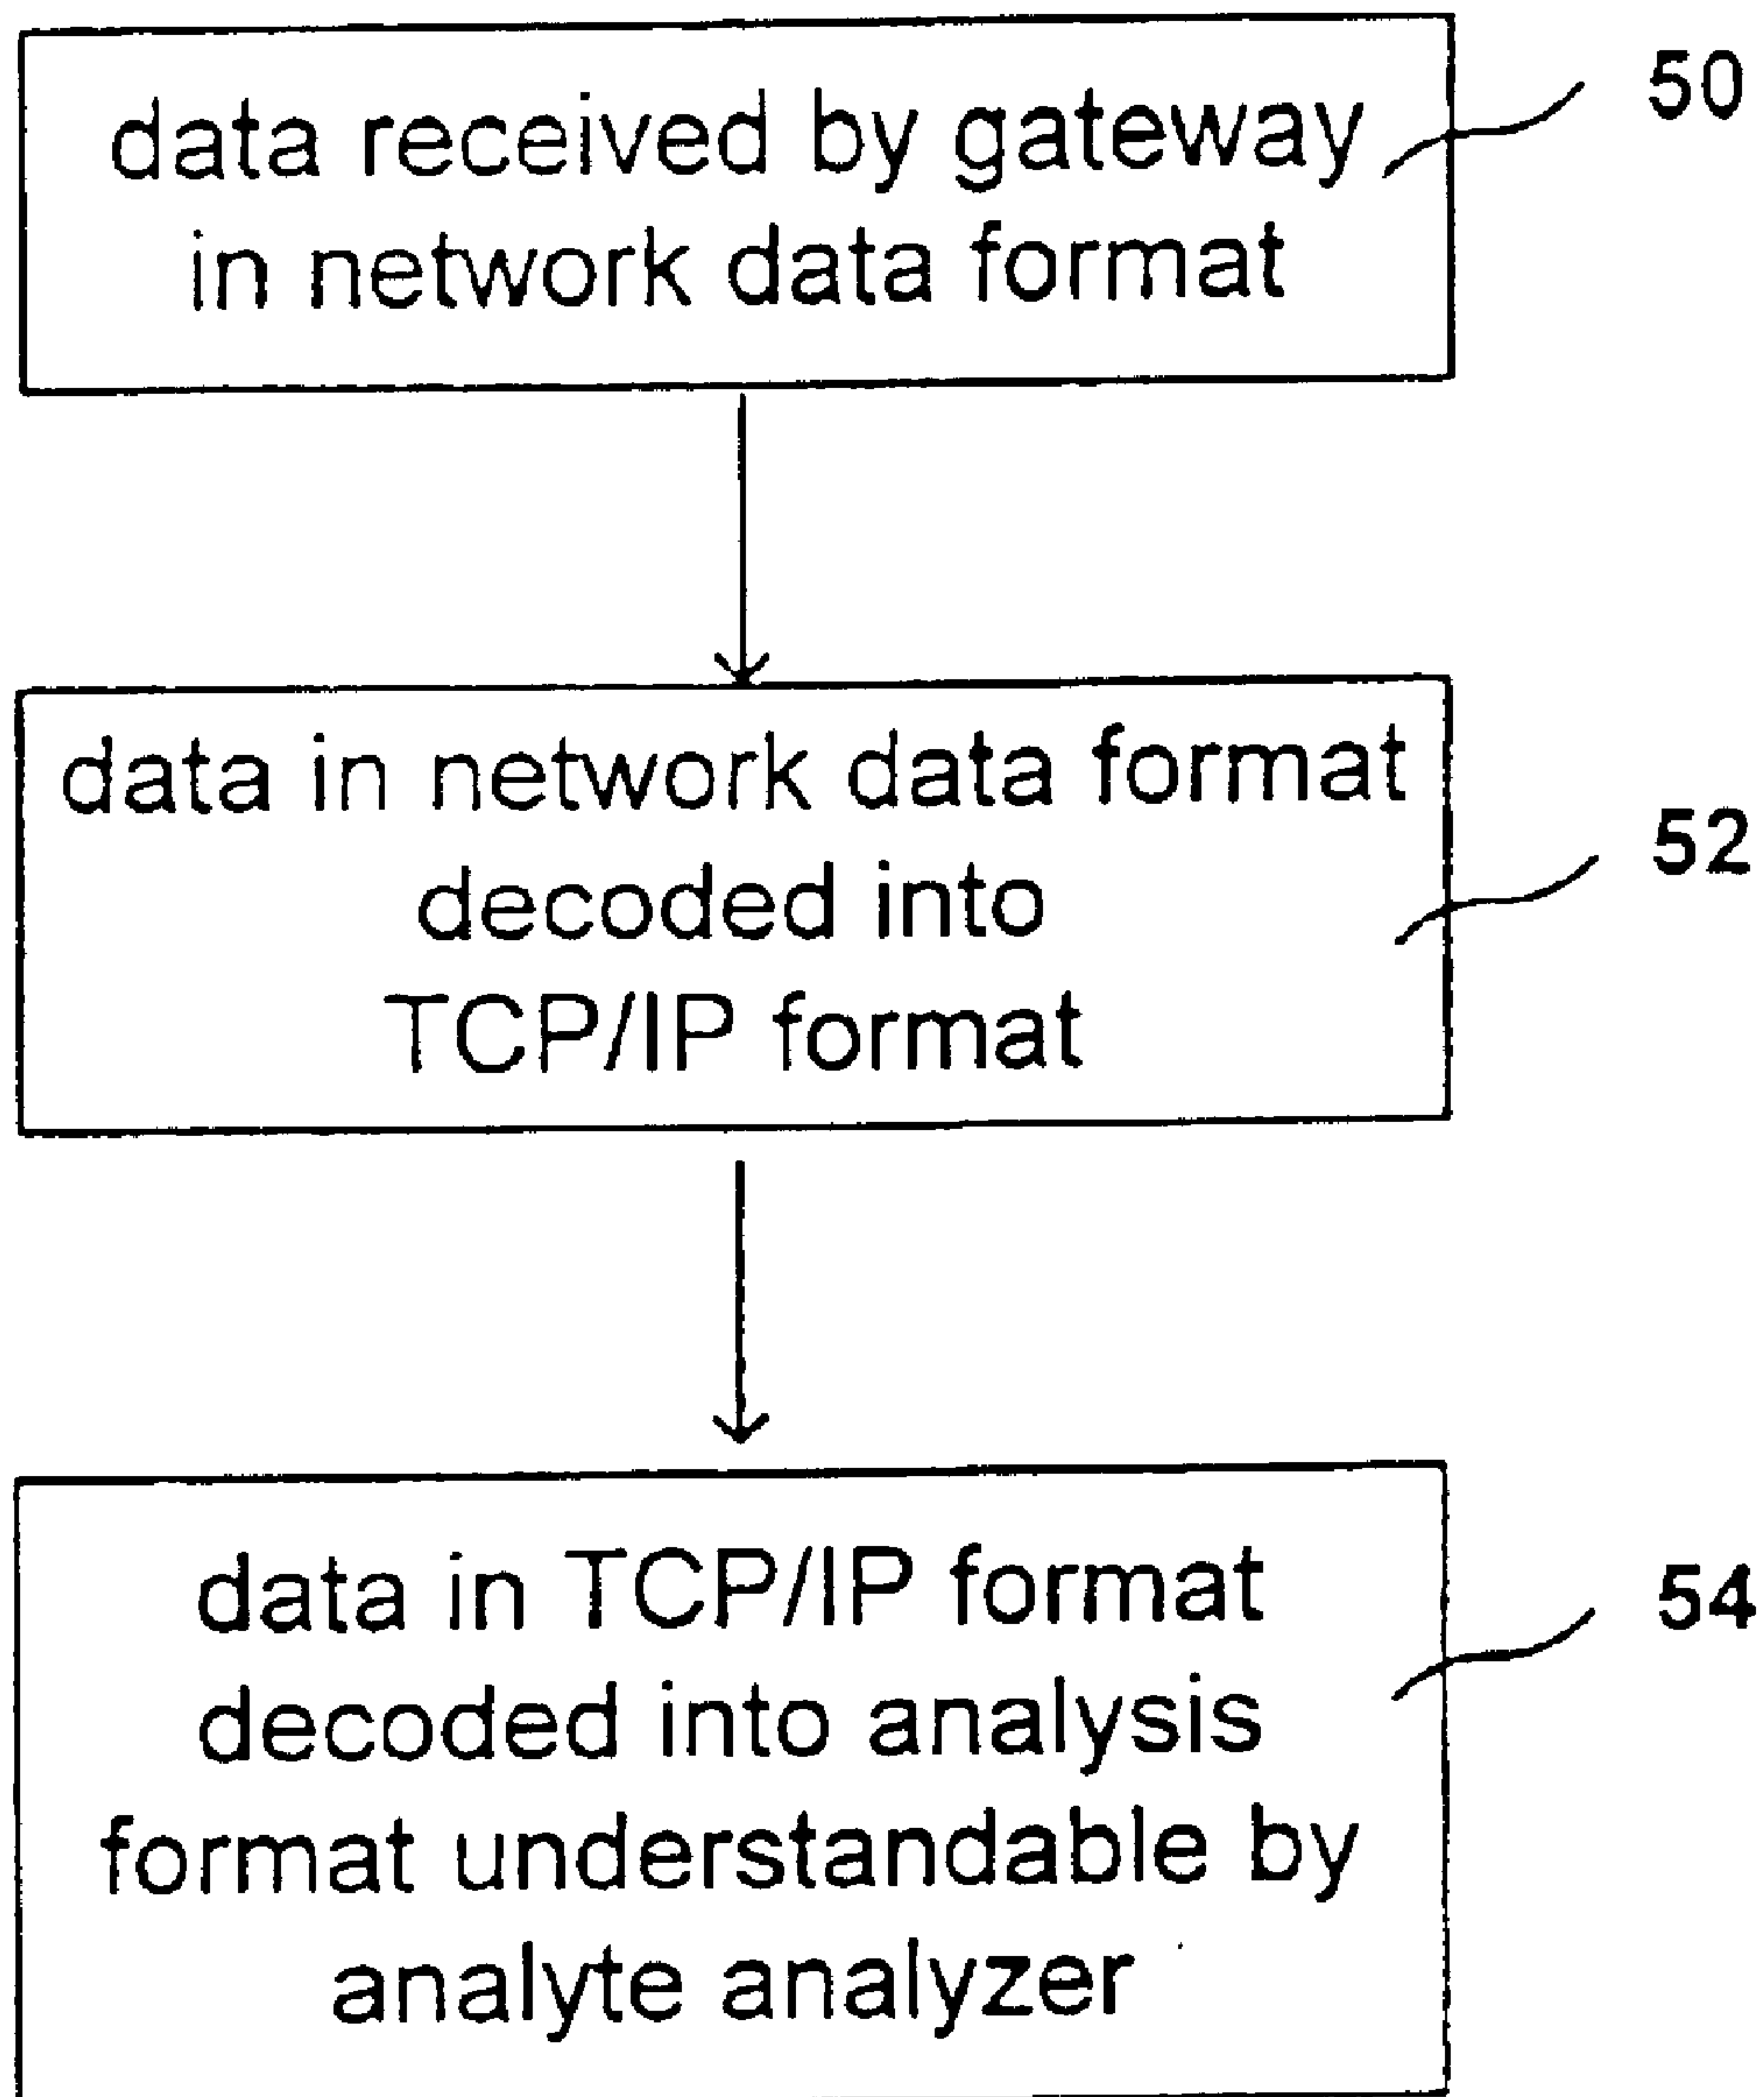 data received by gateway
in network data format
50
data in network data format
decoded into
TCP/IP format
52
data in TCP/IP format
decoded into analysis
format understandable by
analyte analyzer
54